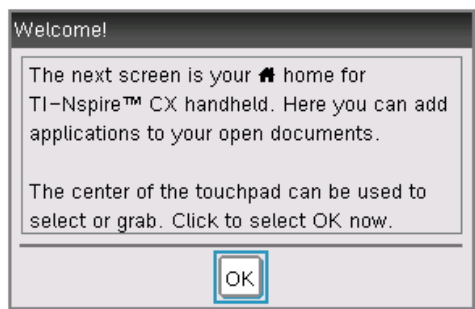 Welcome!
The next screen is your home for
TI-Nspire™ CX handheld. Here you can add
applications to your open documents.
The center of the touchpad can be used to
select or grab. Click to select OK now.
OK